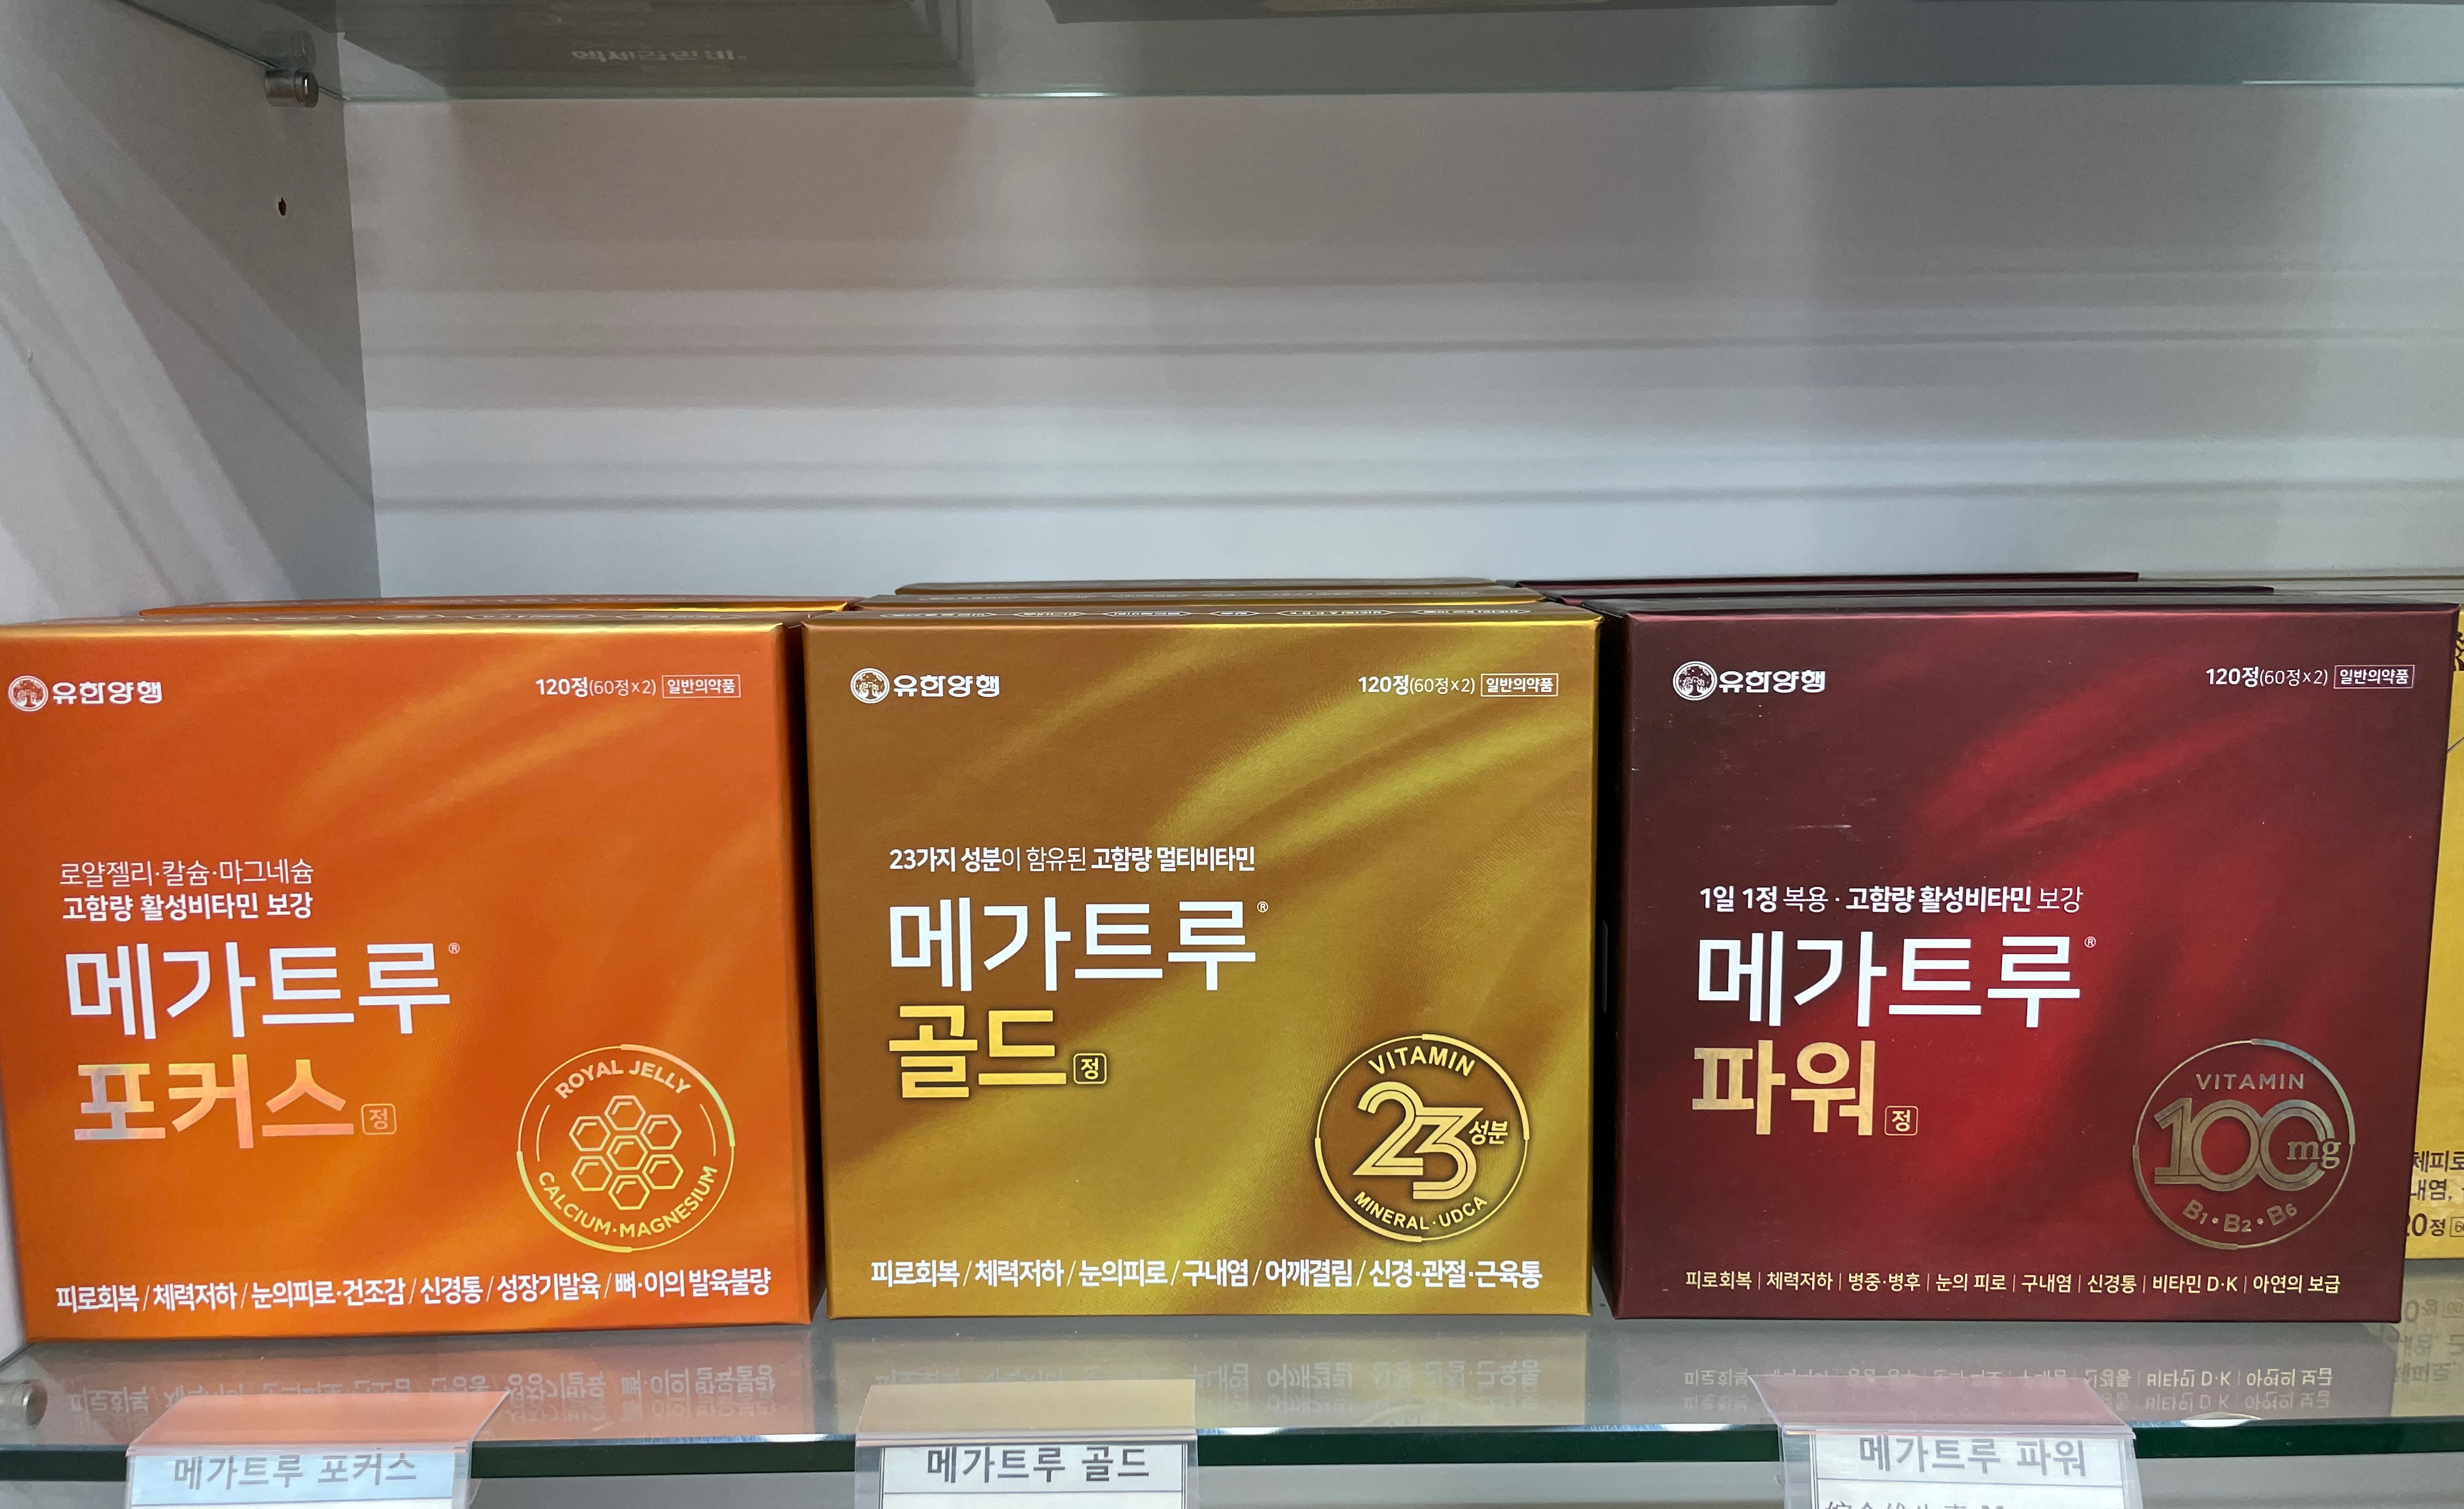 유한양행
120정(60정x2) 일반의약품
로얄젤리·칼슘·마그네슘
고함량 활성비타민 보강
메가트루®
포커스 정
ROYAL JELLY
CALCIUM·MAGNESIUM
피로회복/체력저하/눈의피로·건조감/신경통/성장기발육/뼈·이의 발육불량
유한양행
120정(60정x2) 일반의약품
23가지 성분이 함유된 고함량 멀티비타민
메가트루®
골드 정
VITAMIN
23 성분
MINERAL·UDCA
피로회복/체력저하/눈의피로/구내염/어깨결림/신경·관절·근육통
유한양행
120정(60정x2) 일반의약품
1일 1정 복용·고함량 활성비타민 보강
메가트루®
파워 정
VITAMIN
100mg
B1·B2·B6
피로회복|체력저하|병중·병후|눈의 피로|구내염|신경통|비타민 D·K|아연의 보급
메가트루 포커스
메가트루 골드
메가트루 파워